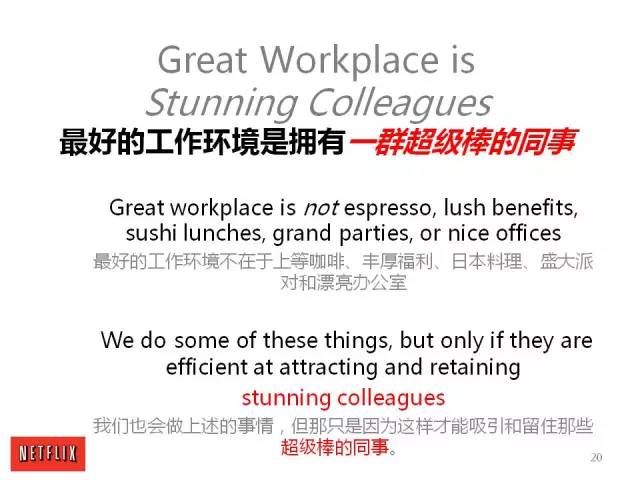 Great Workplace is
Stunning Colleagues
最好的工作环境是拥有一群超级棒的同事
Great workplace is not espresso, lush benefits,
sushi lunches, grand parties, or nice offices
最好的工作环境不在于上等咖啡、丰厚福利、日本料理、盛大派
对和漂亮办公室
We do some of these things, but only if they are
efficient at attracting and retaining
stunning colleagues
我们也会做上述的事情，但那只是因为这样才能吸引和留住那些
超级棒的同事。
NETFLIX
20